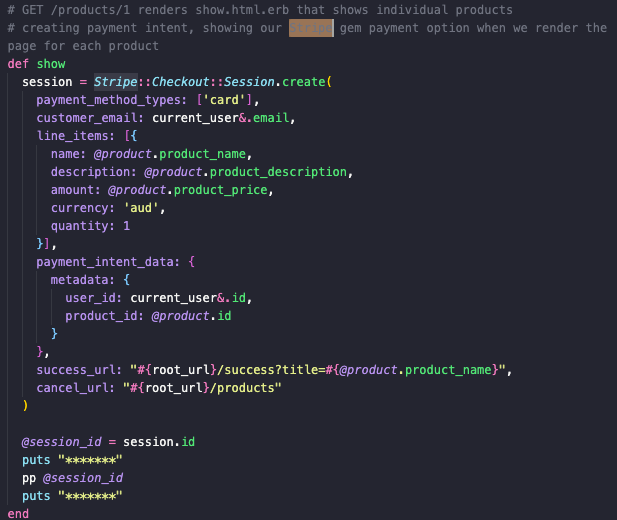 # GET /products/1 renders show.html.erb that shows individual products
# creating payment intent, showing our Stripe gem payment option when we render the
page for each product
def show
  session = Stripe::Checkout::Session.create(
    payment_method_types: ['card'],
    customer_email: current_user&.email,
    line_items: [{
      name: @product.product_name,
      description: @product.product_description,
      amount: @product.product_price,
      currency: 'aud',
      quantity: 1
    }],
    payment_intent_data: {
      metadata: {
        user_id: current_user&.id,
        product_id: @product.id
      }
    },
    success_url: "#{root_url}/success?title=#{@product.product_name}",
    cancel_url: "#{root_url}/products"
  )

  @session_id = session.id
  puts "*******"
  pp @session_id
  puts "*******"
end